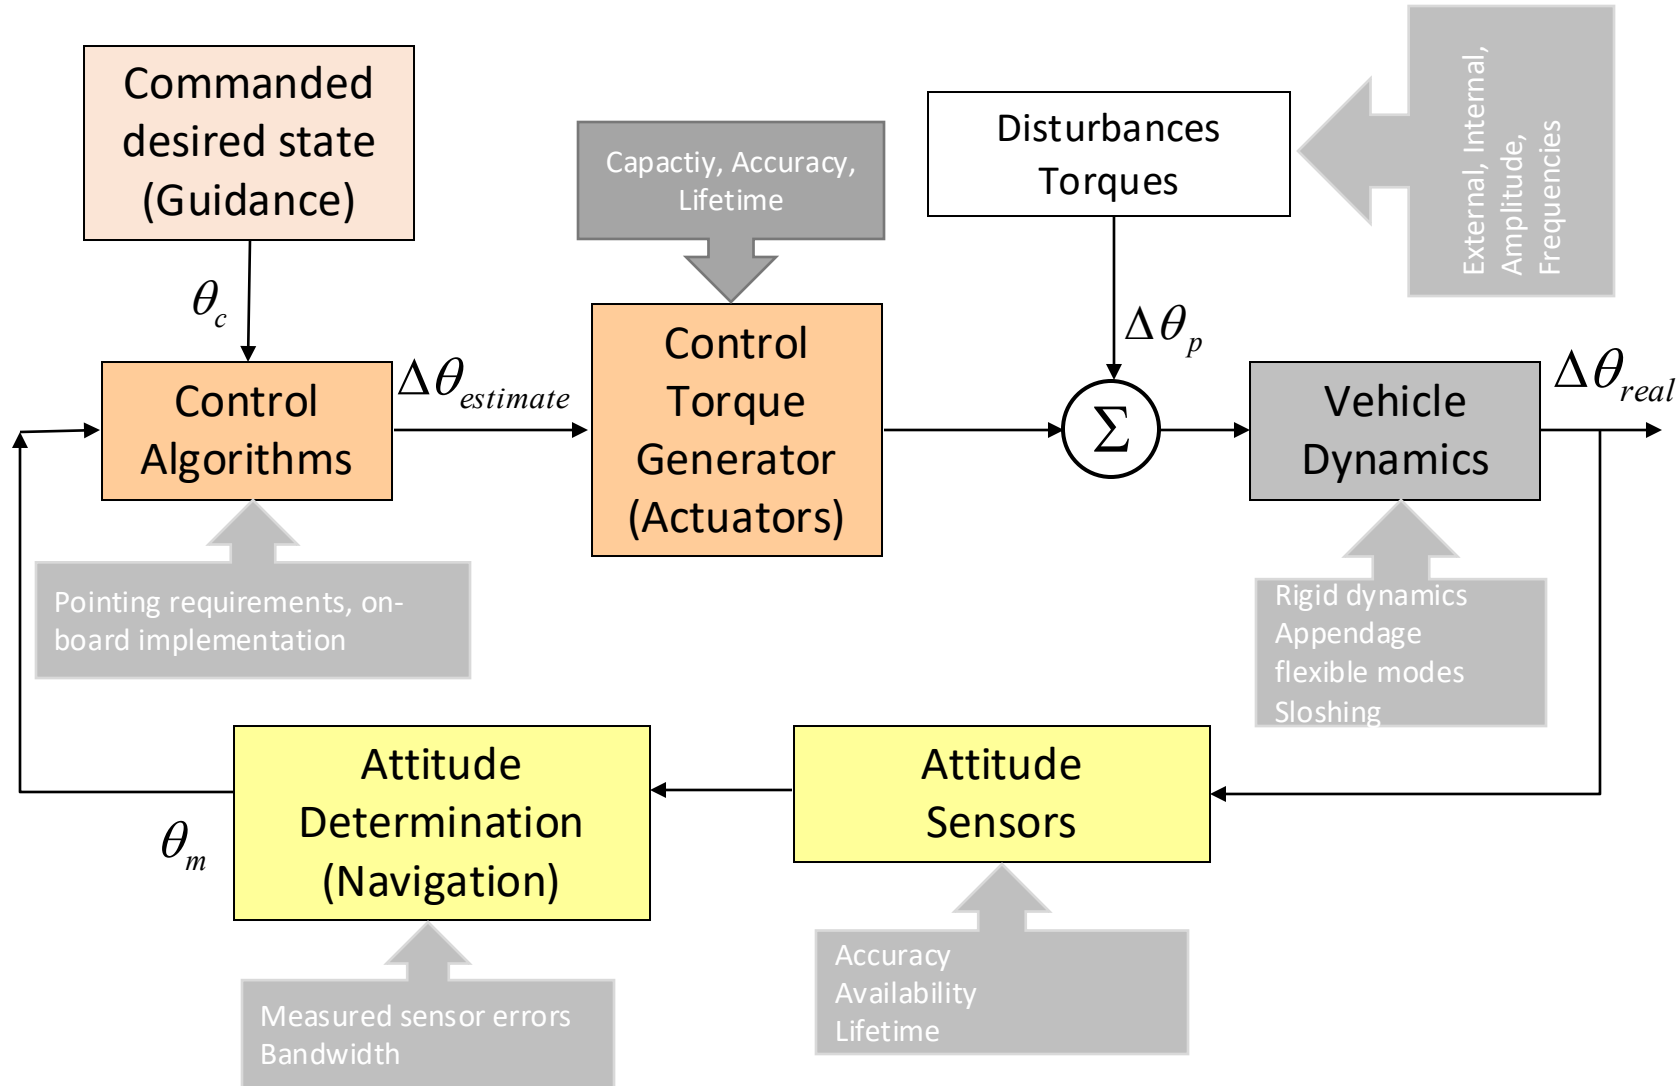 Commanded
desired state
(Guidance)
Capactiy, Accuracy,
Lifetime
Disturbances
Torques
External, Internal,
Amplitude,
Frequencies
θc
Δθp
Control
Algorithms
Δθestimate
Control
Torque
Generator
(Actuators)
Σ
Vehicle
Dynamics
Δθreal
Pointing requirements, on-
board implementation
Rigid dynamics
Appendage
flexible modes
Sloshing
Attitude
Determination
(Navigation)
Attitude
Sensors
θm
Measured sensor errors
Bandwidth
Accuracy
Availability
Lifetime